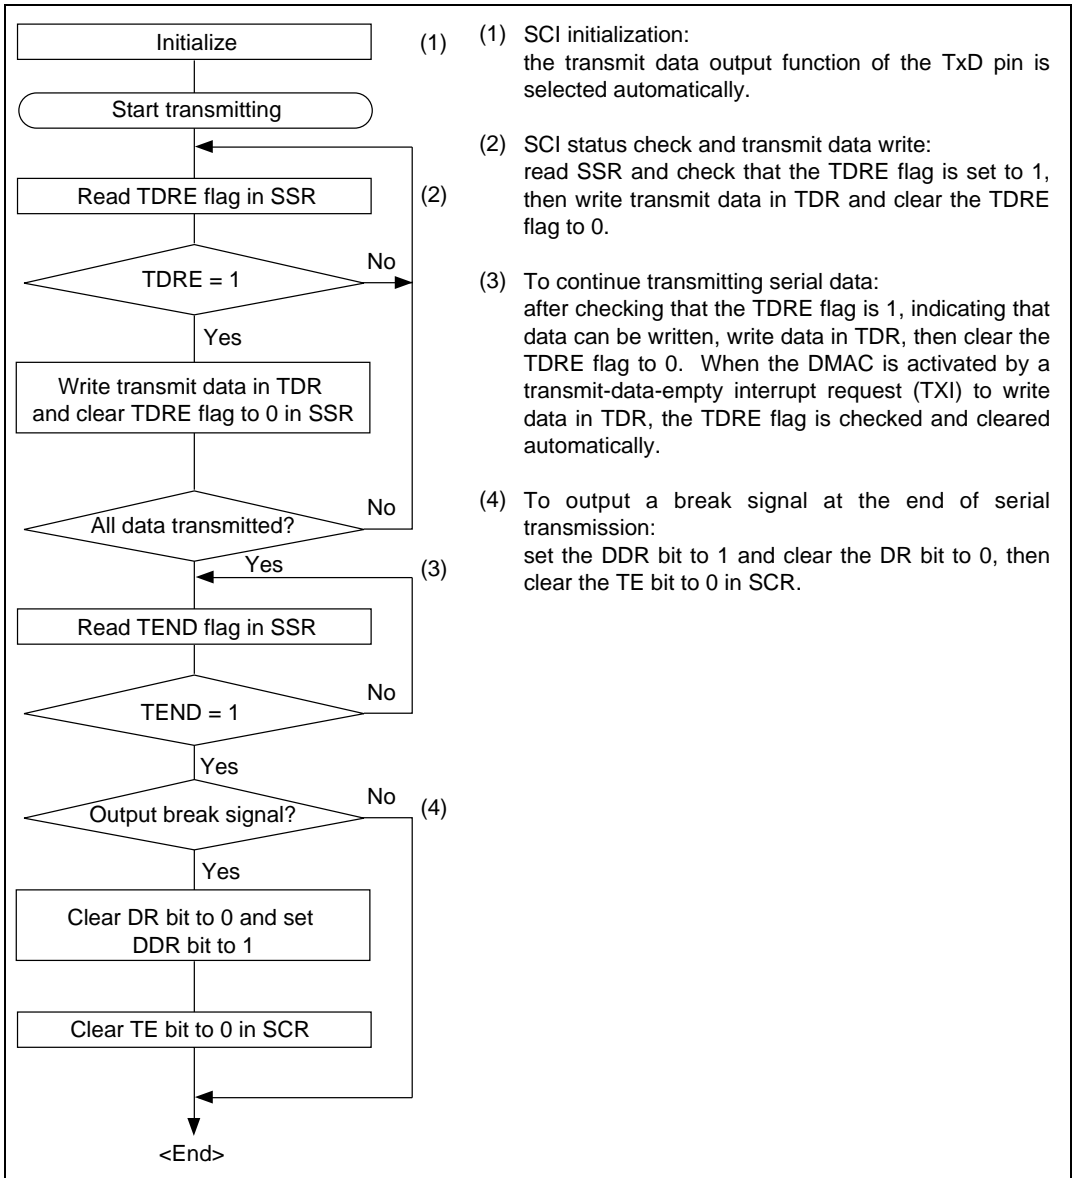 Initialize
(1)
Start transmitting
Read TDRE flag in SSR
(2)
TDRE = 1
No
Yes
Write transmit data in TDR
and clear TDRE flag to 0 in SSR
All data transmitted?
No
Yes
(3)
Read TEND flag in SSR
TEND = 1
No
Yes
Output break signal?
No
(4)
Yes
Clear DR bit to 0 and set
DDR bit to 1
Clear TE bit to 0 in SCR
<End>
(1) SCI initialization:
the transmit data output function of the TxD pin is
selected automatically.
(2) SCI status check and transmit data write:
read SSR and check that the TDRE flag is set to 1,
then write transmit data in TDR and clear the TDRE
flag to 0.
(3) To continue transmitting serial data:
after checking that the TDRE flag is 1, indicating that
data can be written, write data in TDR, then clear the
TDRE flag to 0. When the DMAC is activated by a
transmit-data-empty interrupt request (TXI) to write
data in TDR, the TDRE flag is checked and cleared
automatically.
(4) To output a break signal at the end of serial
transmission:
set the DDR bit to 1 and clear the DR bit to 0, then
clear the TE bit to 0 in SCR.